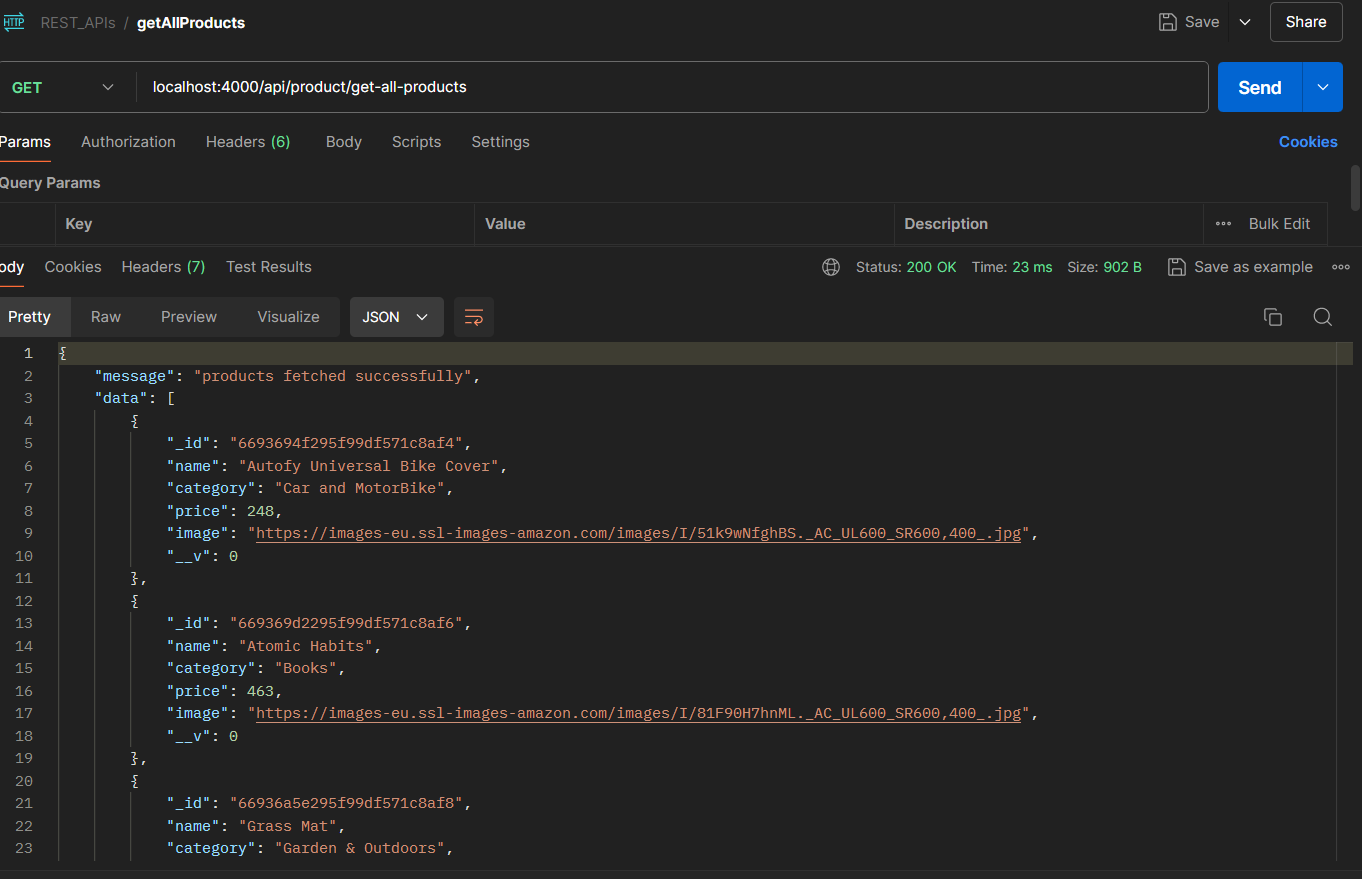 HTTP REST_APIs / getAllProducts Save Share
GET localhost:4000/api/product/get-all-products Send
Params Authorization Headers (6) Body Scripts Settings Cookies
Query Params
Key Value Description Bulk Edit
ody Cookies Headers (7) Test Results Status: 200 OK Time: 23 ms Size: 902 B Save as example
Pretty Raw Preview Visualize JSON
1 {
2 "message": "products fetched successfully",
3 "data": [
4 {
5 "_id": "6693694f295f99df571c8af4",
6 "name": "Autofy Universal Bike Cover",
7 "category": "Car and MotorBike",
8 "price": 248,
9 "image": "https://images-eu.ssl-images-amazon.com/images/I/51k9wNfghBS._AC_UL600_SR600,400_.jpg",
10 "__v": 0
11 },
12 {
13 "_id": "669369d2295f99df571c8af6",
14 "name": "Atomic Habits",
15 "category": "Books",
16 "price": 463,
17 "image": "https://images-eu.ssl-images-amazon.com/images/I/81F90H7hnML._AC_UL600_SR600,400_.jpg",
18 "__v": 0
19 },
20 {
21 "_id": "66936a5e295f99df571c8af8",
22 "name": "Grass Mat",
23 "category": "Garden & Outdoors",